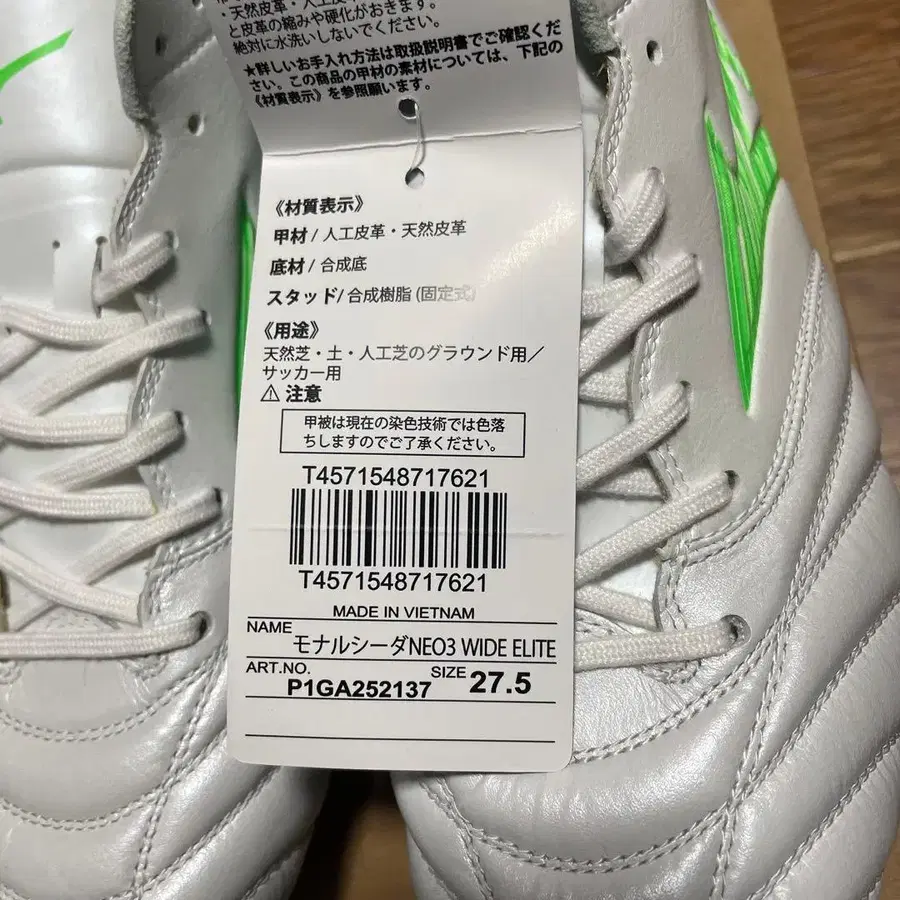 ・天然皮革・人工皮革
と皮革の縮みや硬化がおきます。
絶対に水洗いしないでください。
★詳しいお手入れ方法は取扱説明書でご確認くださ
い。この商品の甲材の素材については、下記の
《材質表示》を参照願います。
《材質表示》
甲材/人工皮革・天然皮革
底材/合成底
スタッド/合成樹脂(固定式)
《用途》
天然芝・土・人工芝のグラウンド用/
サッカー用
⚠ 注意
甲被は現在の染色技術では色落
ちしますのでご了承ください。
T4571548717621
T4571548717621
MADE IN VIETNAM
NAME モナルシーダNEO3 WIDE ELITE
ART.NO. P1GA252137 SIZE 27.5